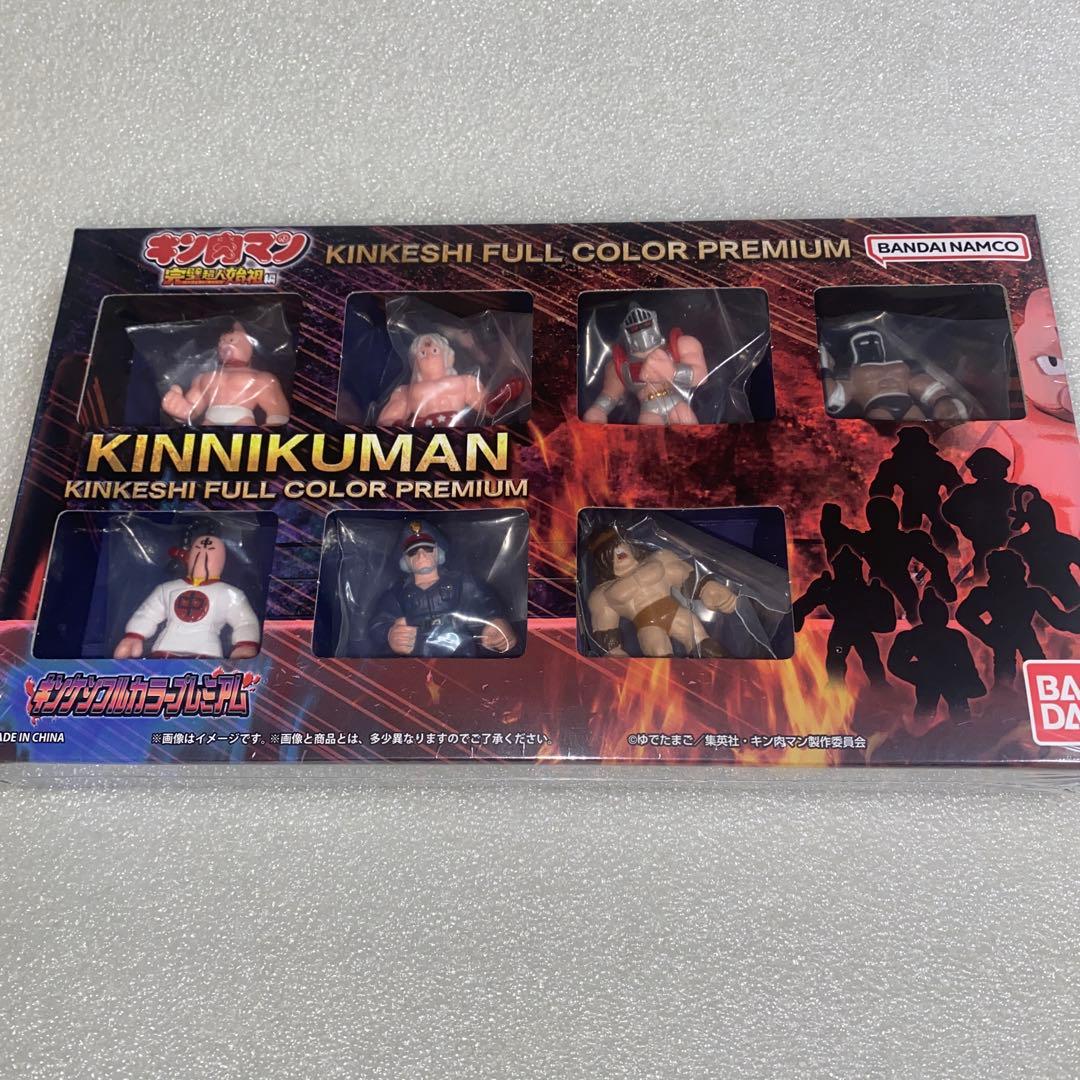 キン肉マン
完璧超人始祖編
KINKESHI FULL COLOR PREMIUM
BANDAI NAMCO
KINNIKUMAN
KINKESHI FULL COLOR PREMIUM
中
キンケシフルカラープレミアム
ADE IN CHINA
※画像はイメージです。※画像と商品とは、多少異なりますのでご了承ください。
©ゆでたまご/集英社・キン肉マン製作委員会
BA
DA